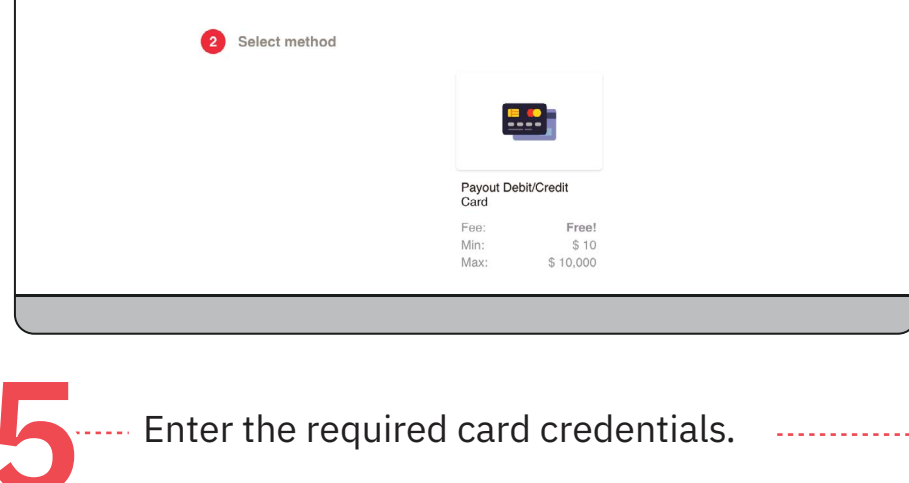 2 Select method
Payout Debit/Credit
Card
Fee: Free!
Min: $ 10
Max: $ 10,000
5 Enter the required card credentials.